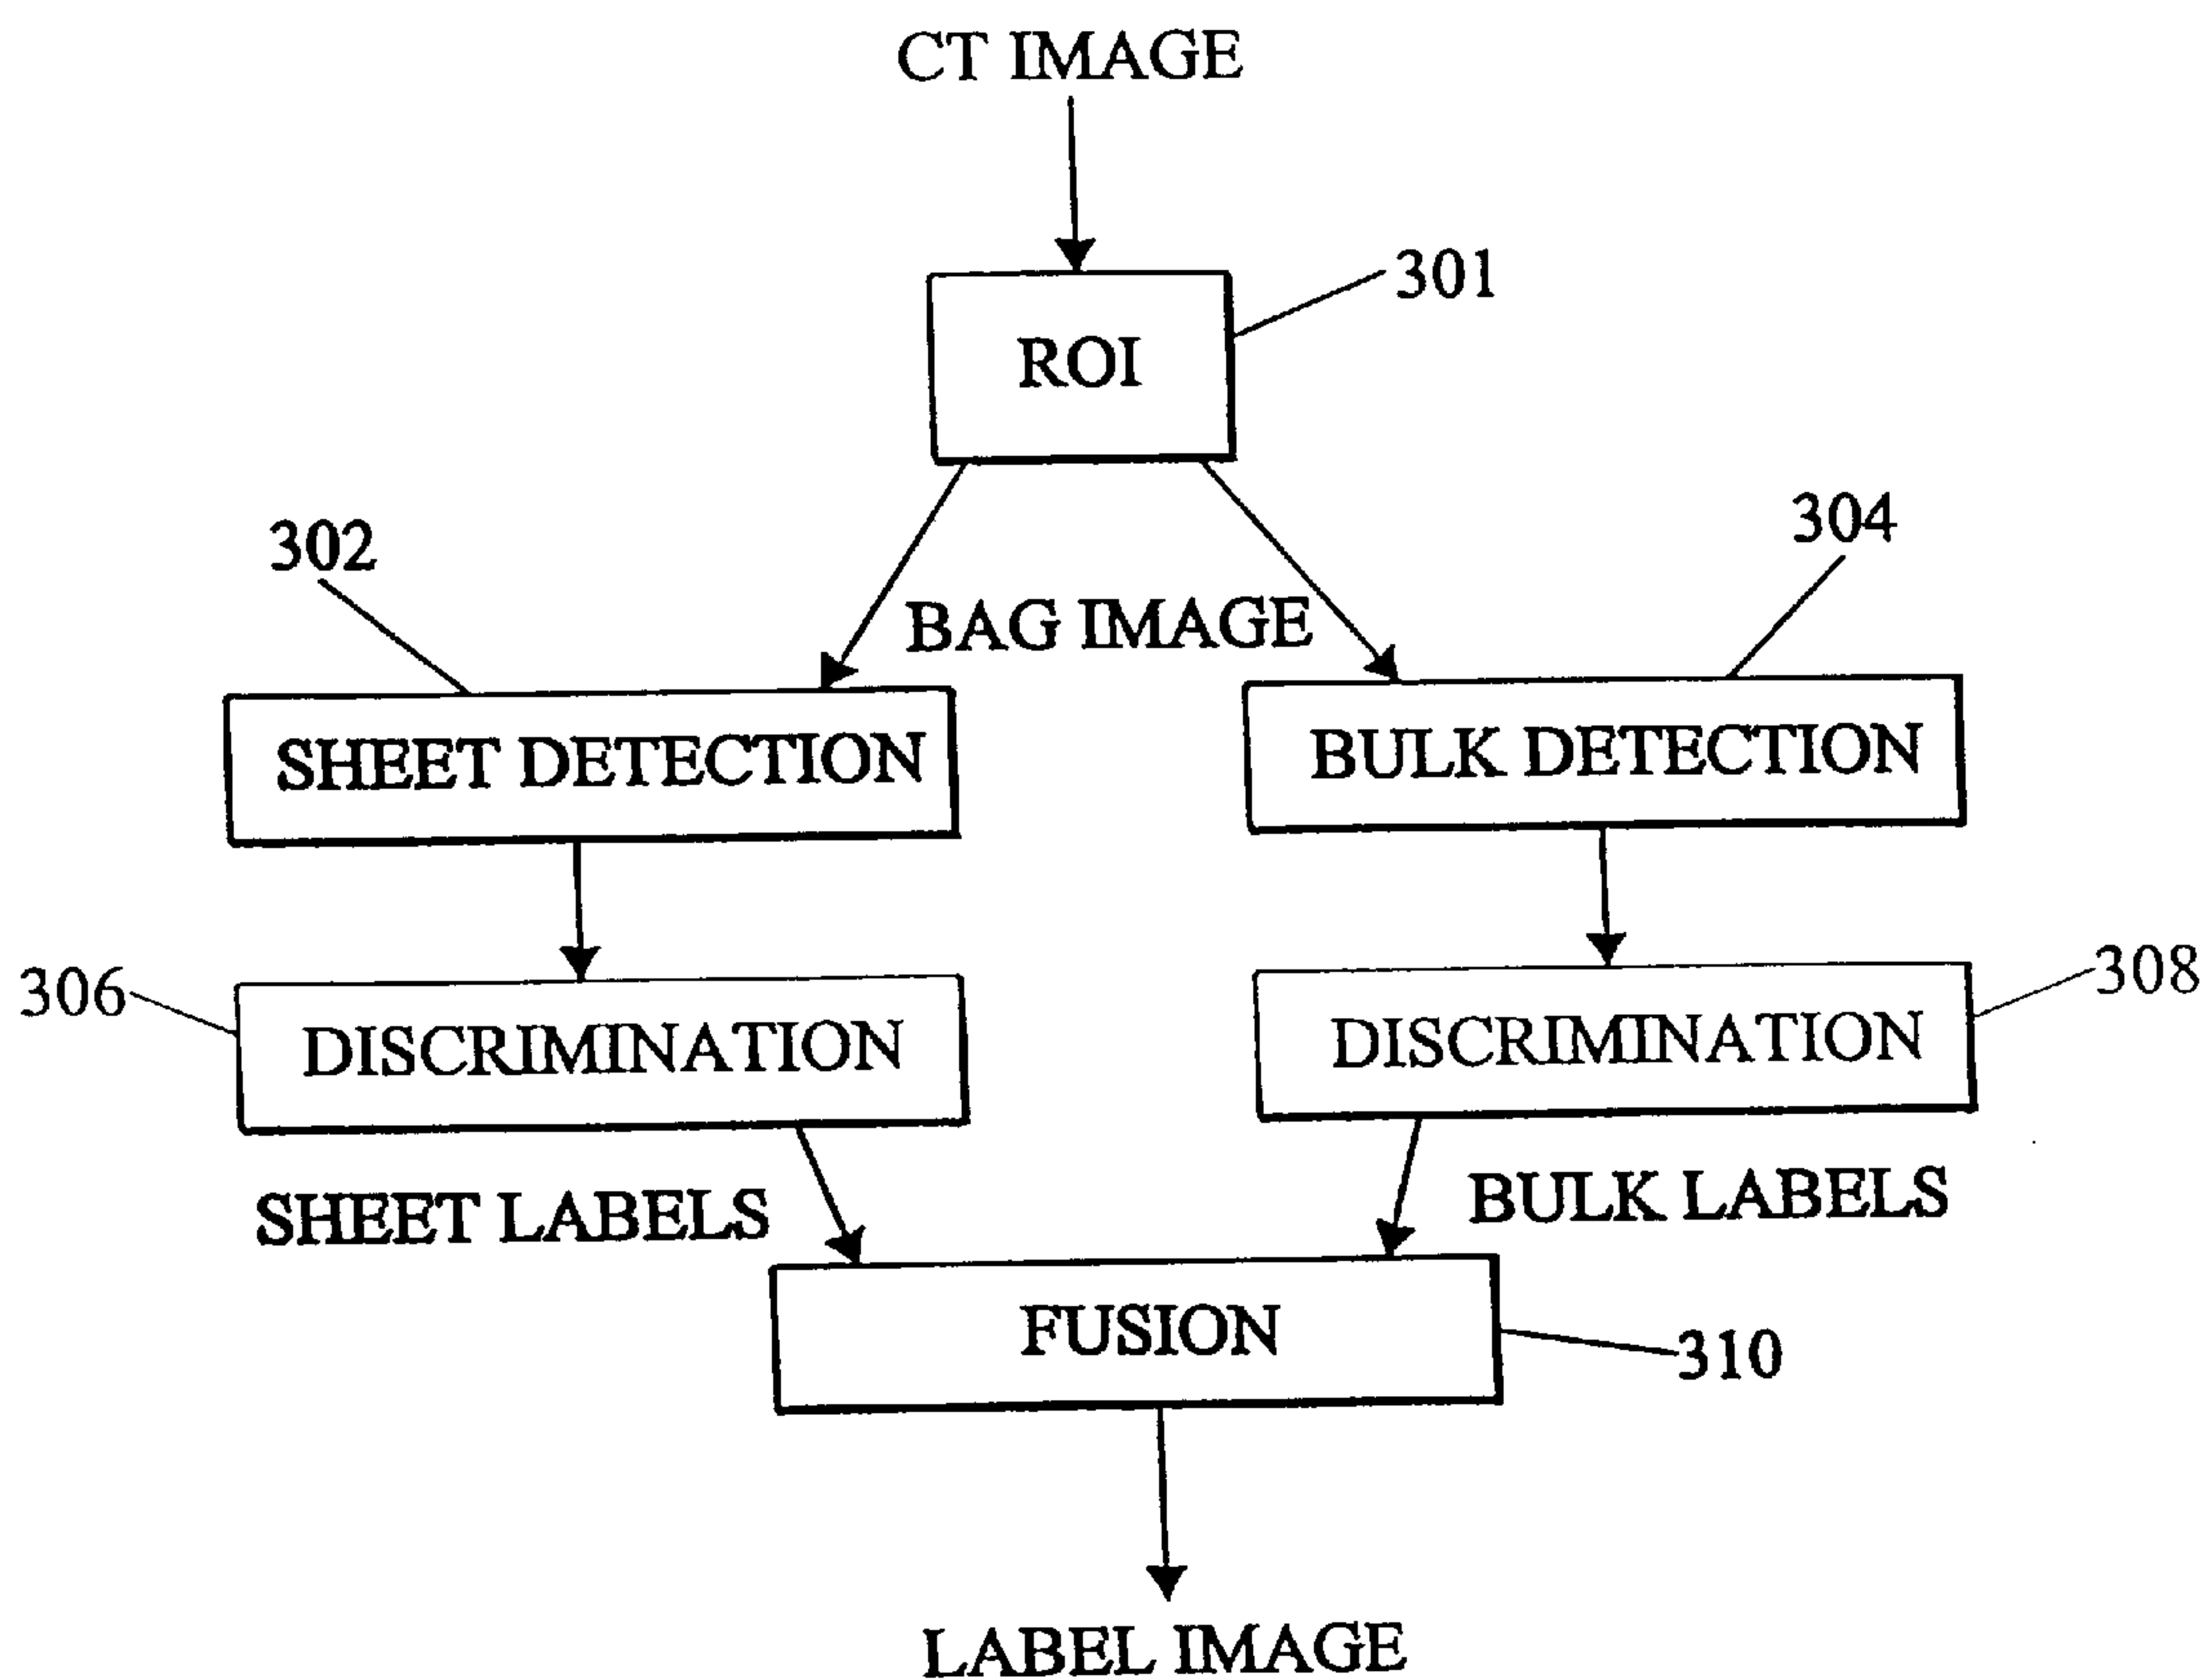 CT IMAGE
301
ROI
302
304
BAG IMAGE
SHEET DETECTION
BULK DETECTION
306
308
DISCRIMINATION
DISCRIMINATION
SHEET LABELS
BULK LABELS
FUSION
310
LABEL IMAGE